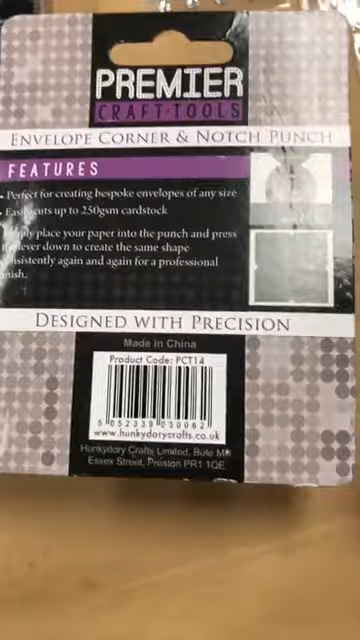 PREMIER
CRAFT·TOOLS
ENVELOPE CORNER & NOTCH PUNCH
FEATURES
• Perfect for creating bespoke envelopes of any size
• Easily cuts up to 250gsm cardstock
place your paper into the punch and press
lever down to create the same shape
consistently again and again for a professional
finish.
DESIGNED WITH PRECISION
Made in China
Product Code: PCT14
5 052339 030062
www.hunkydorycrafts.co.uk
Hunkydory Crafts Limited, Bute Mill
Essex Street, Preston PR1 1QE